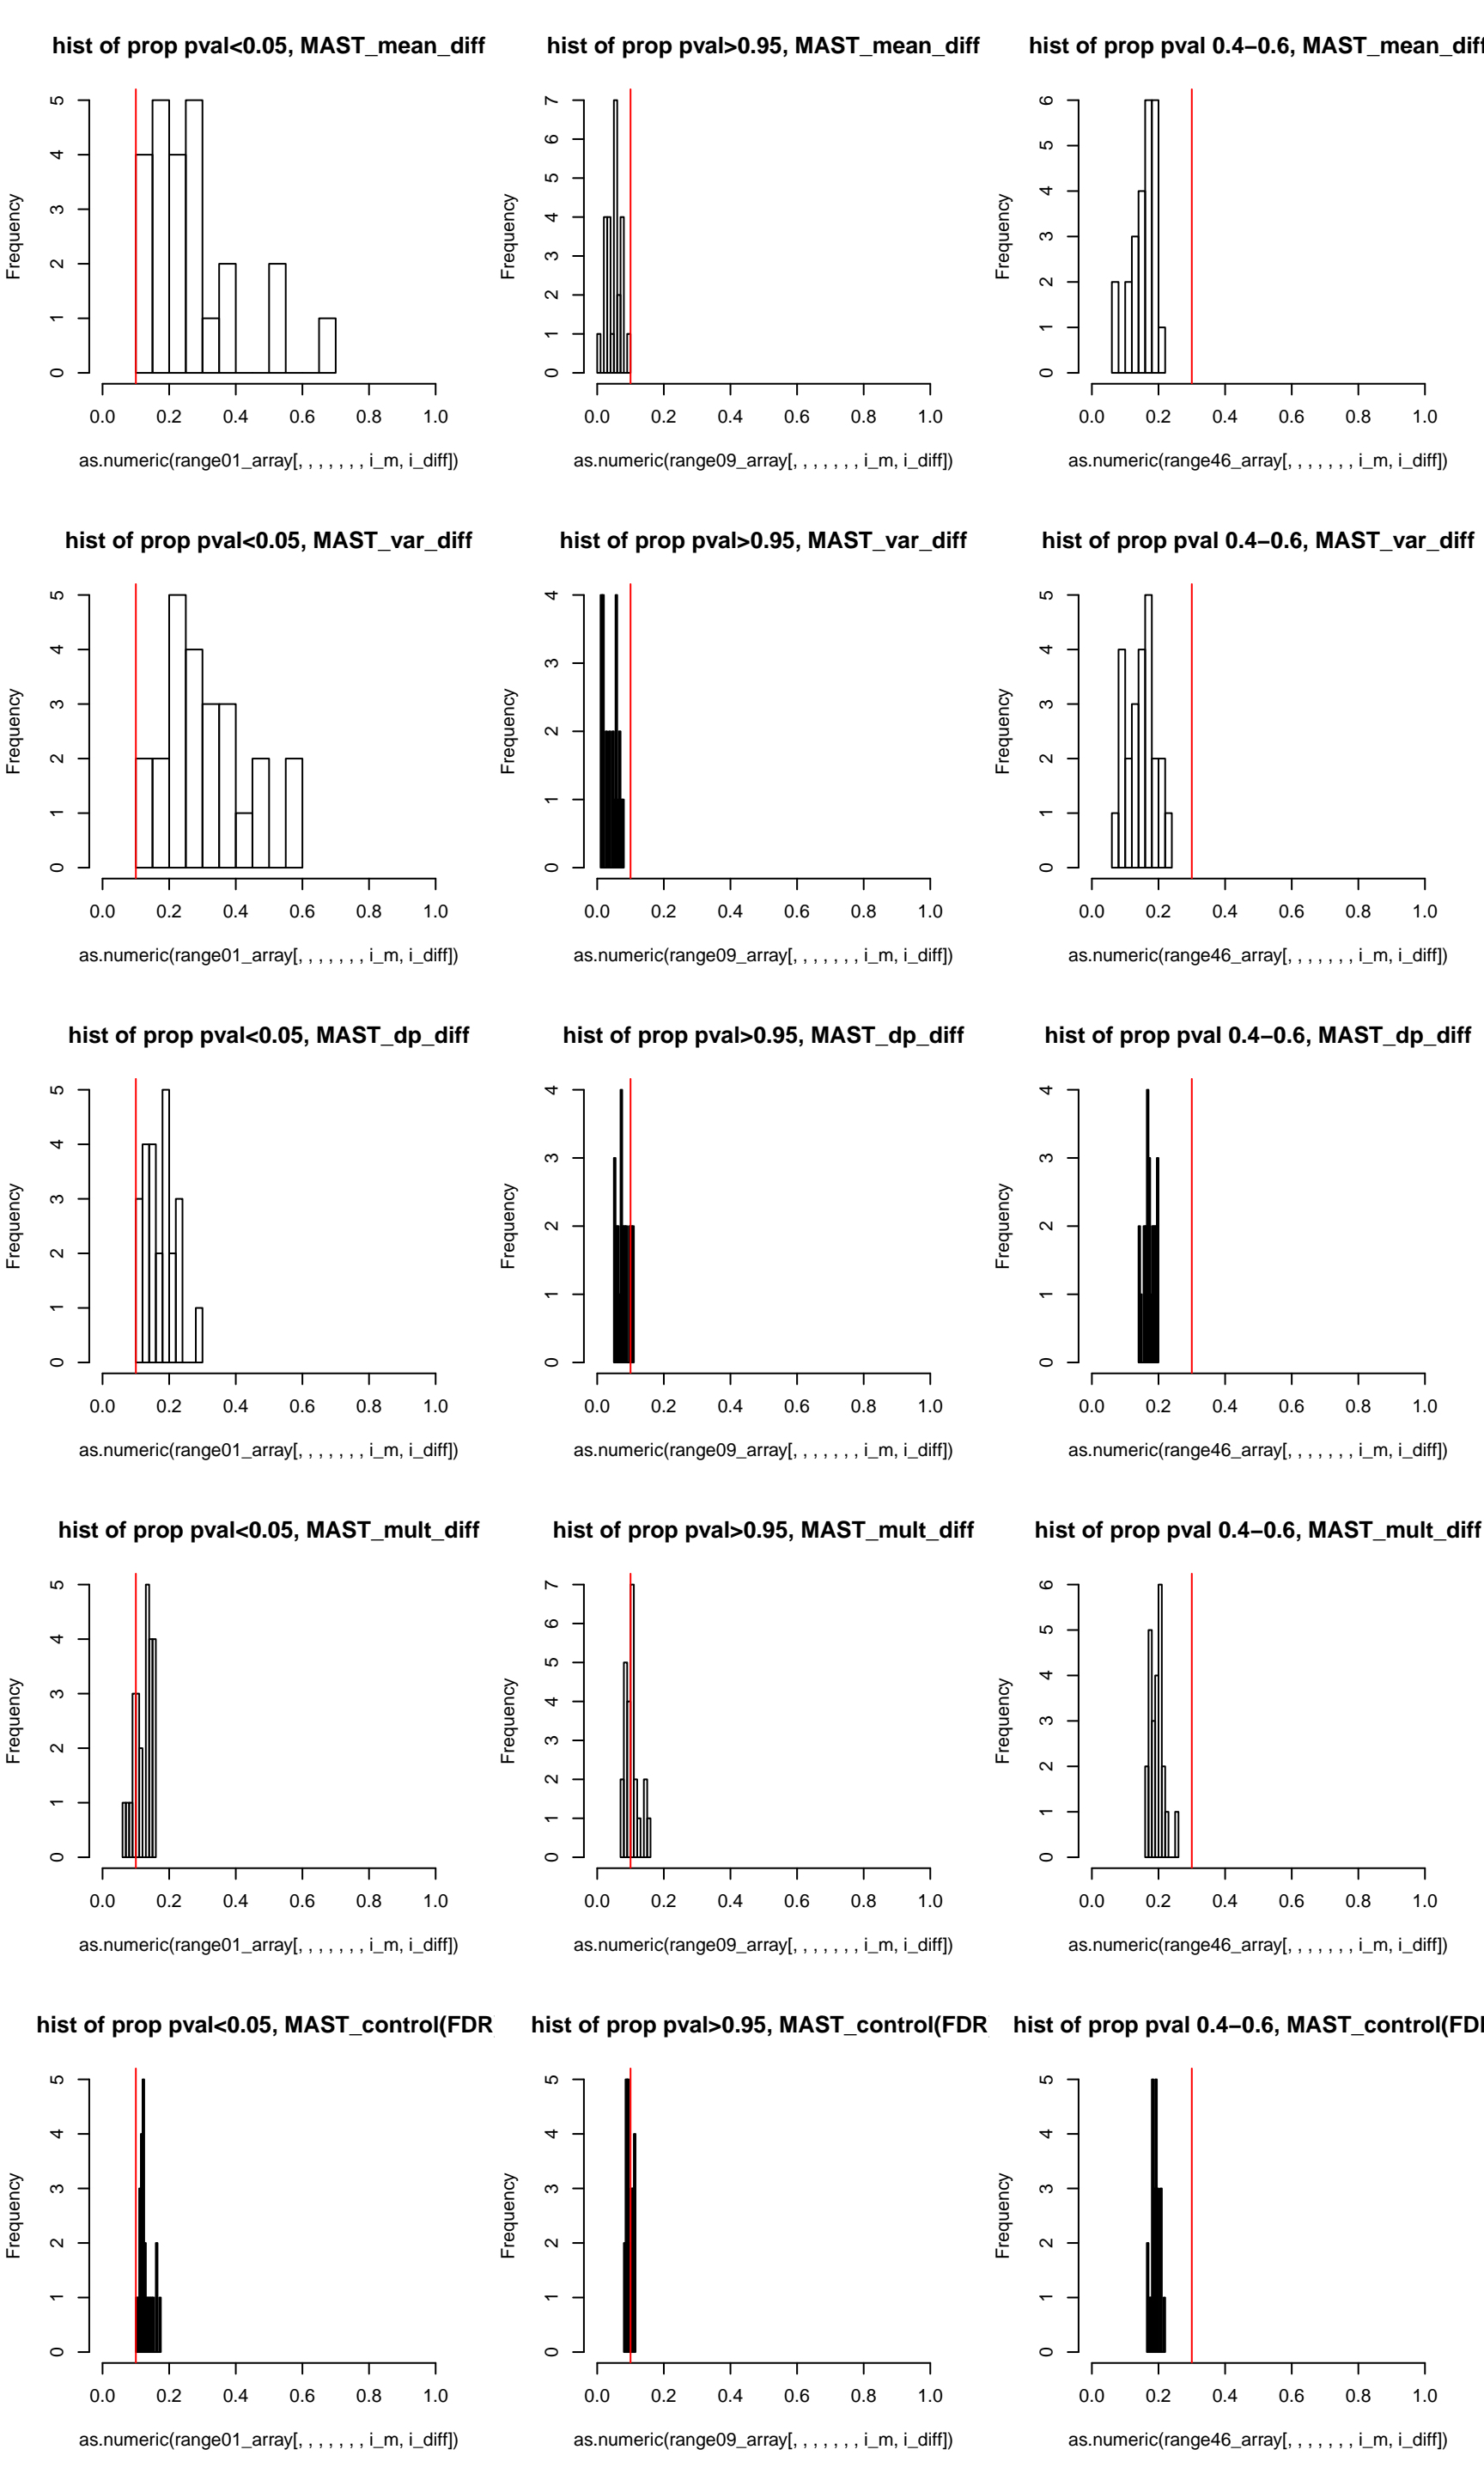 hist of prop pval<0.05, MAST_mean_diff
Frequency
0 1 2 3 4 5
0.0 0.2 0.4 0.6 0.8 1.0
as.numeric(range01_array[, , , , , , , i_m, i_diff])
hist of prop pval>0.95, MAST_mean_diff
Frequency
0 1 2 3 4 5 6 7
0.0 0.2 0.4 0.6 0.8 1.0
as.numeric(range09_array[, , , , , , , i_m, i_diff])
hist of prop pval 0.4−0.6, MAST_mean_diff
Frequency
0 1 2 3 4 5 6
0.0 0.2 0.4 0.6 0.8 1.0
as.numeric(range46_array[, , , , , , , i_m, i_diff])
hist of prop pval<0.05, MAST_var_diff
Frequency
0 1 2 3 4 5
0.0 0.2 0.4 0.6 0.8 1.0
as.numeric(range01_array[, , , , , , , i_m, i_diff])
hist of prop pval>0.95, MAST_var_diff
Frequency
0 1 2 3 4
0.0 0.2 0.4 0.6 0.8 1.0
as.numeric(range09_array[, , , , , , , i_m, i_diff])
hist of prop pval 0.4−0.6, MAST_var_diff
Frequency
0 1 2 3 4 5
0.0 0.2 0.4 0.6 0.8 1.0
as.numeric(range46_array[, , , , , , , i_m, i_diff])
hist of prop pval<0.05, MAST_dp_diff
Frequency
0 1 2 3 4 5
0.0 0.2 0.4 0.6 0.8 1.0
as.numeric(range01_array[, , , , , , , i_m, i_diff])
hist of prop pval>0.95, MAST_dp_diff
Frequency
0 1 2 3 4
0.0 0.2 0.4 0.6 0.8 1.0
as.numeric(range09_array[, , , , , , , i_m, i_diff])
hist of prop pval 0.4−0.6, MAST_dp_diff
Frequency
0 1 2 3 4
0.0 0.2 0.4 0.6 0.8 1.0
as.numeric(range46_array[, , , , , , , i_m, i_diff])
hist of prop pval<0.05, MAST_mult_diff
Frequency
0 1 2 3 4 5
0.0 0.2 0.4 0.6 0.8 1.0
as.numeric(range01_array[, , , , , , , i_m, i_diff])
hist of prop pval>0.95, MAST_mult_diff
Frequency
0 1 2 3 4 5 6 7
0.0 0.2 0.4 0.6 0.8 1.0
as.numeric(range09_array[, , , , , , , i_m, i_diff])
hist of prop pval 0.4−0.6, MAST_mult_diff
Frequency
0 1 2 3 4 5 6
0.0 0.2 0.4 0.6 0.8 1.0
as.numeric(range46_array[, , , , , , , i_m, i_diff])
hist of prop pval<0.05, MAST_control(FDR
Frequency
0 1 2 3 4 5
0.0 0.2 0.4 0.6 0.8 1.0
as.numeric(range01_array[, , , , , , , i_m, i_diff])
hist of prop pval>0.95, MAST_control(FDR
Frequency
0 1 2 3 4 5
0.0 0.2 0.4 0.6 0.8 1.0
as.numeric(range09_array[, , , , , , , i_m, i_diff])
hist of prop pval 0.4−0.6, MAST_control(FD
Frequency
0 1 2 3 4 5
0.0 0.2 0.4 0.6 0.8 1.0
as.numeric(range46_array[, , , , , , , i_m, i_diff])